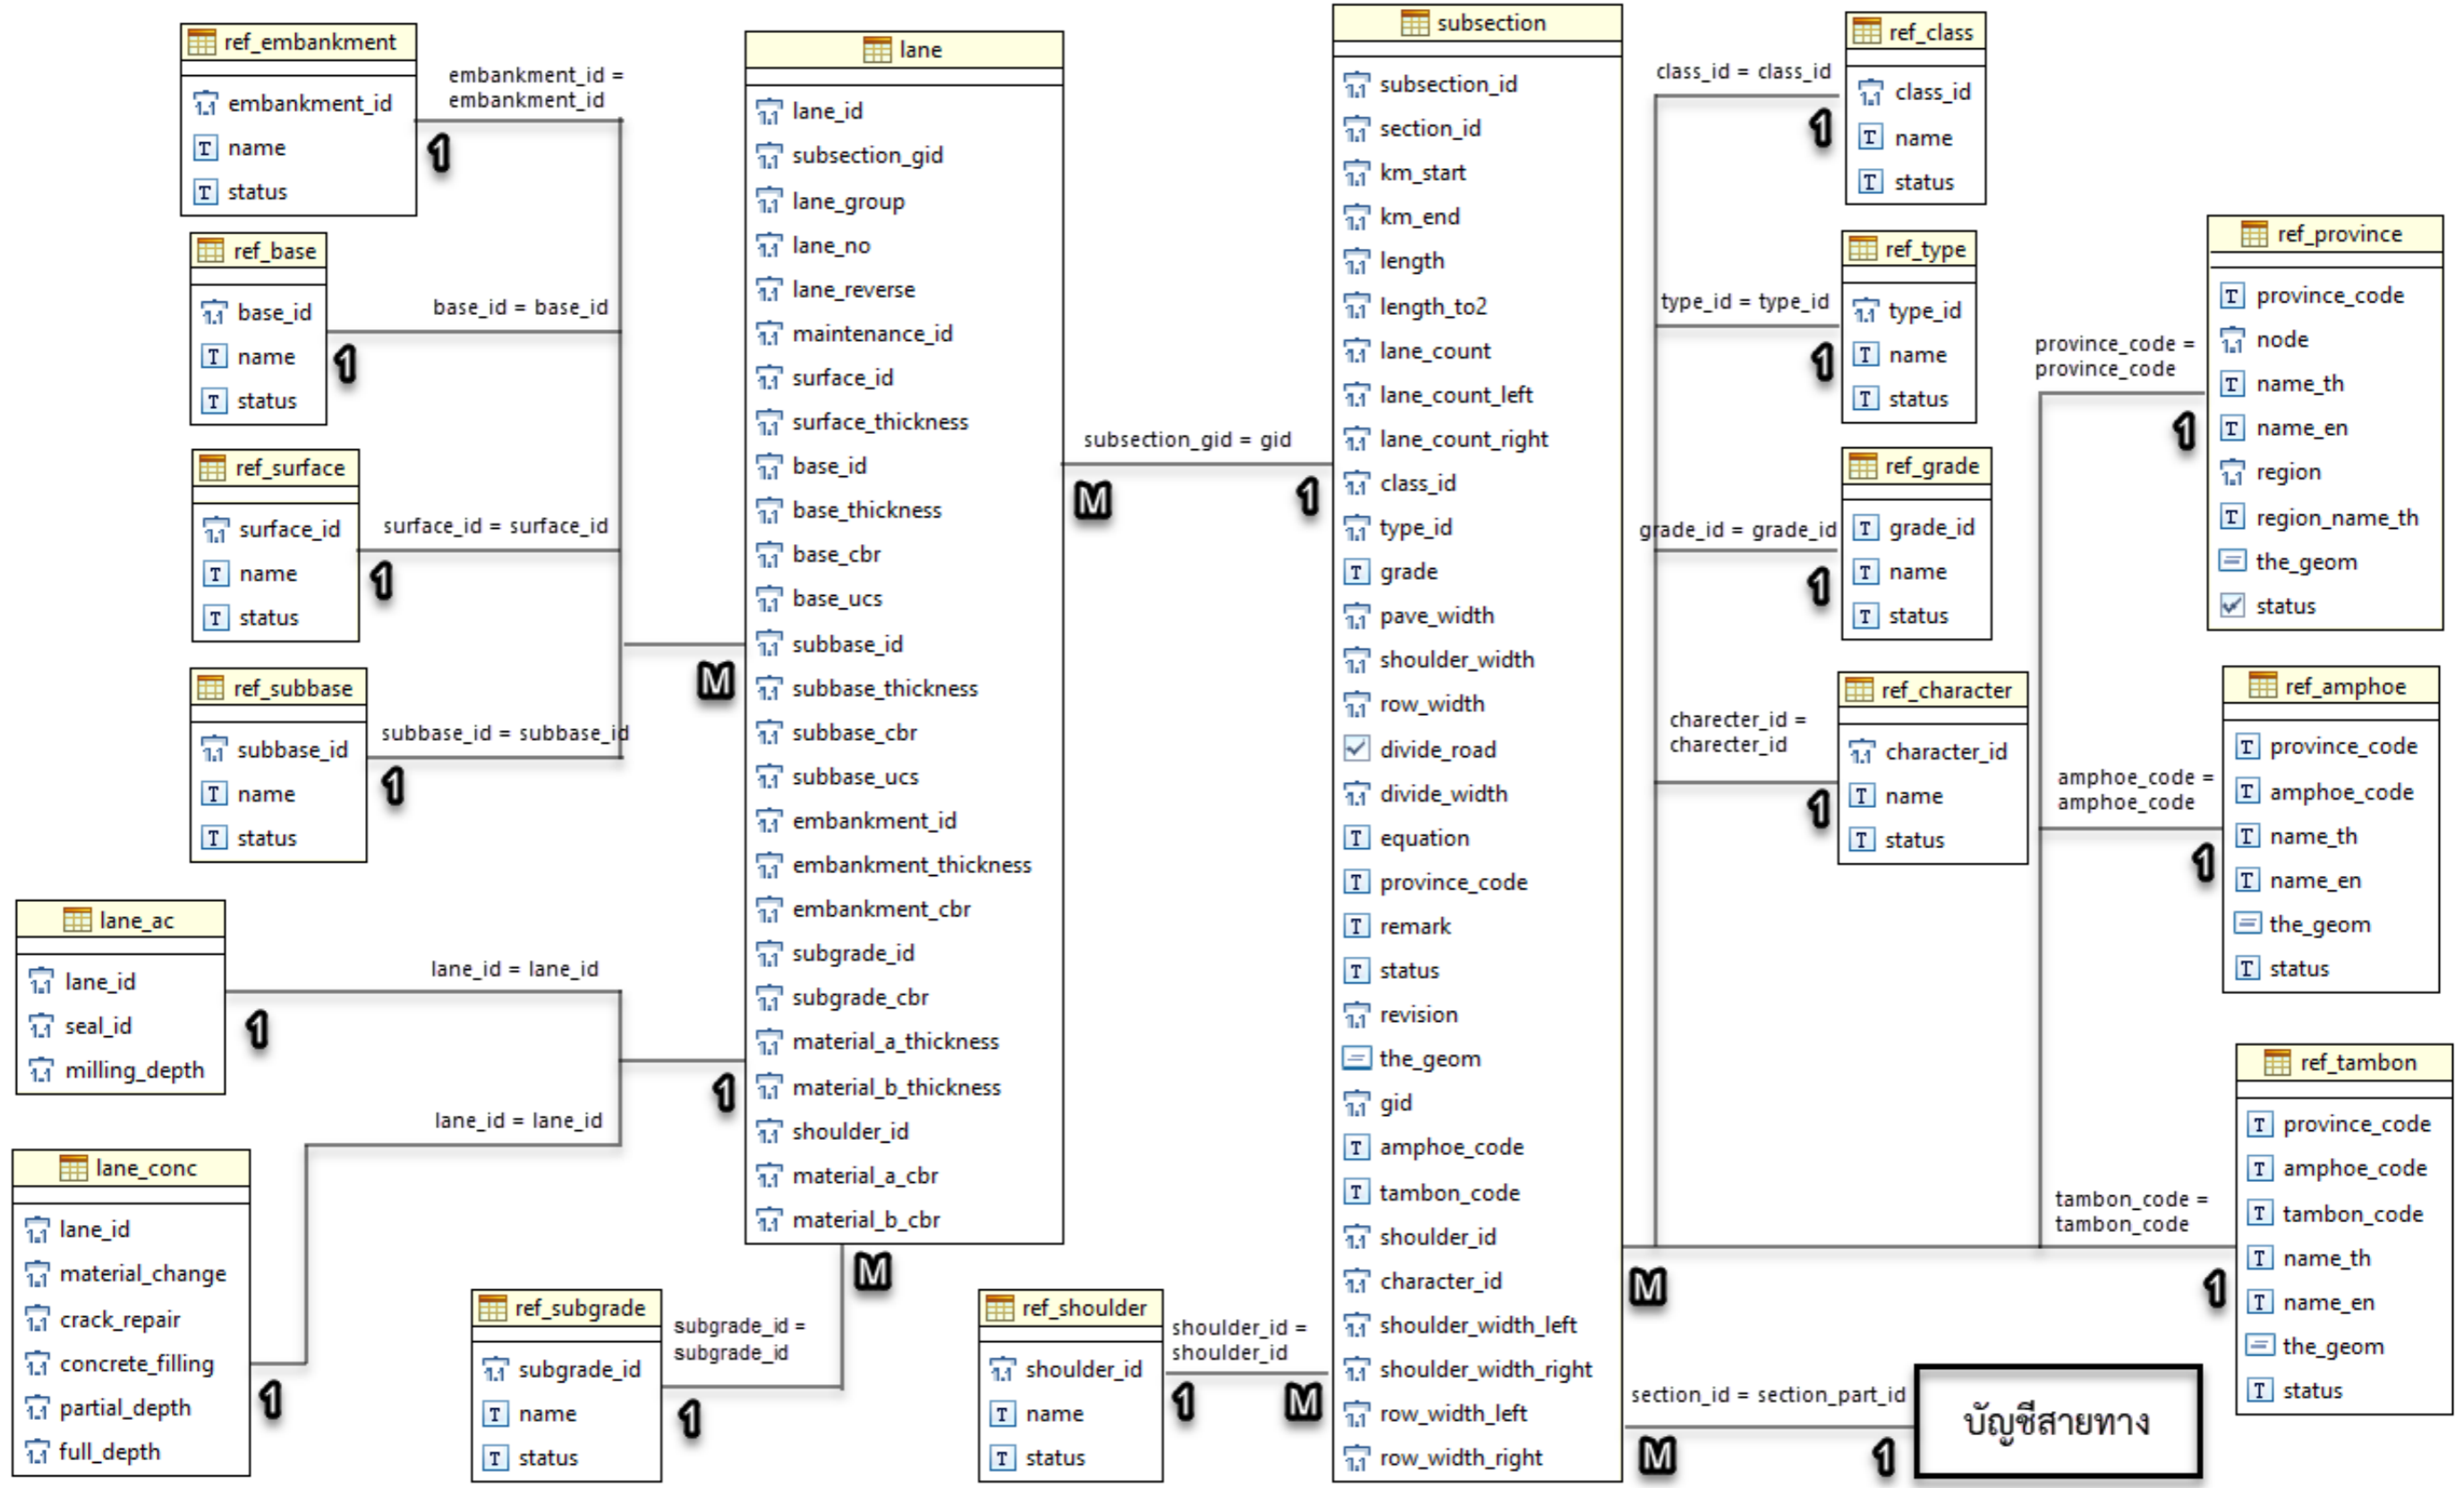 ref_embankment
embankment_id
name
status
embankment_id =
embankment_id
1
ref_base
base_id
name
status
base_id = base_id
1
ref_surface
surface_id
name
status
surface_id = surface_id
1
ref_subbase
subbase_id
name
status
subbase_id = subbase_id
1
M
lane_ac
lane_id
seal_id
milling_depth
lane_id = lane_id
1
lane_conc
lane_id
material_change
crack_repair
concrete_filling
partial_depth
full_depth
lane_id = lane_id
1
1
lane
lane_id
subsection_gid
lane_group
lane_no
lane_reverse
maintenance_id
surface_id
surface_thickness
base_id
base_thickness
base_cbr
base_ucs
subbase_id
subbase_thickness
subbase_cbr
subbase_ucs
embankment_id
embankment_thickness
embankment_cbr
subgrade_id
subgrade_cbr
material_a_thickness
material_b_thickness
shoulder_id
material_a_cbr
material_b_cbr
M
ref_subgrade
subgrade_id
name
status
subgrade_id =
subgrade_id
1
subsection_gid = gid
M
1
ref_shoulder
shoulder_id
name
status
shoulder_id =
shoulder_id
1
M
subsection
subsection_id
section_id
km_start
km_end
length
length_to2
lane_count
lane_count_left
lane_count_right
class_id
type_id
grade
pave_width
shoulder_width
row_width
divide_road
divide_width
equation
province_code
remark
status
revision
the_geom
gid
amphoe_code
tambon_code
shoulder_id
character_id
shoulder_width_left
shoulder_width_right
row_width_left
row_width_right
class_id = class_id
1
ref_class
class_id
name
status
type_id = type_id
1
ref_type
type_id
name
status
grade_id = grade_id
1
ref_grade
grade_id
name
status
charecter_id =
charecter_id
1
ref_character
character_id
name
status
province_code =
province_code
1
ref_province
province_code
node
name_th
name_en
region
region_name_th
the_geom
status
amphoe_code =
amphoe_code
1
ref_amphoe
province_code
amphoe_code
name_th
name_en
the_geom
status
tambon_code =
tambon_code
M
1
ref_tambon
province_code
amphoe_code
tambon_code
name_th
name_en
the_geom
status
section_id = section_part_id
M
1
บัญชีสายทาง